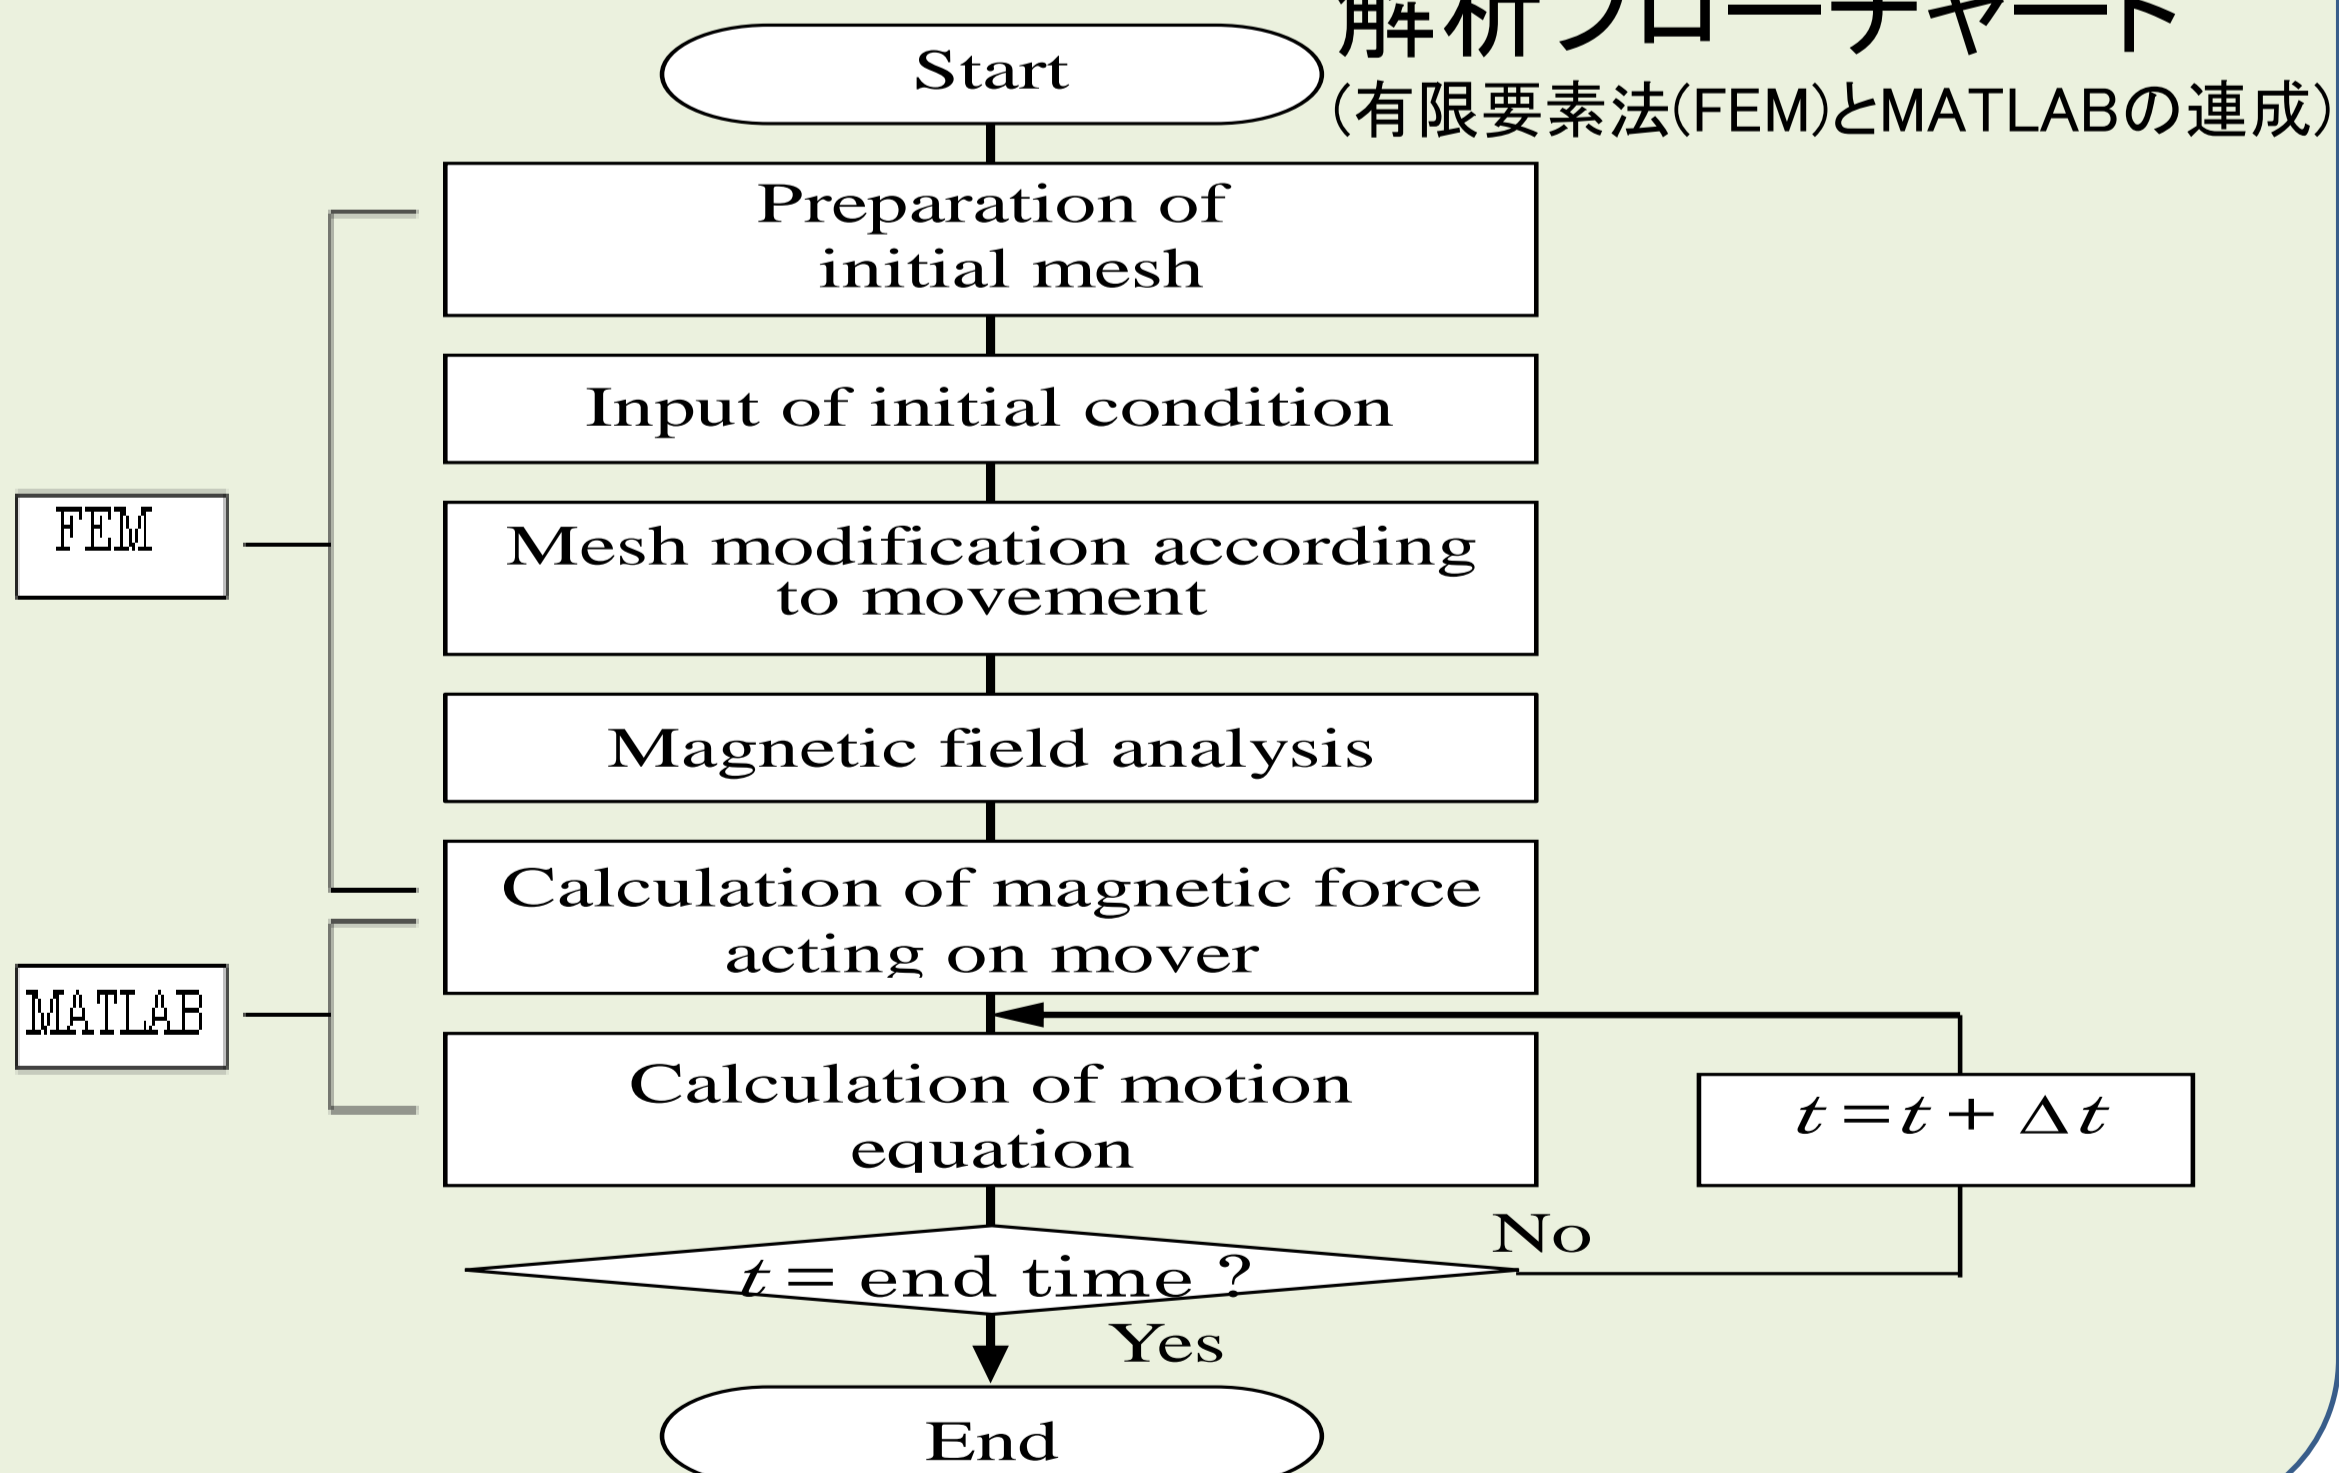 解析フローチャート
(有限要素法(FEM)とMATLABの連成)
Start
Preparation of
initial mesh
Input of initial condition
Mesh modification according
to movement
FEM
Magnetic field analysis
Calculation of magnetic force
acting on mover
MATLAB
Calculation of motion
equation
t = t + Δt
t = end time ?
No
Yes
End